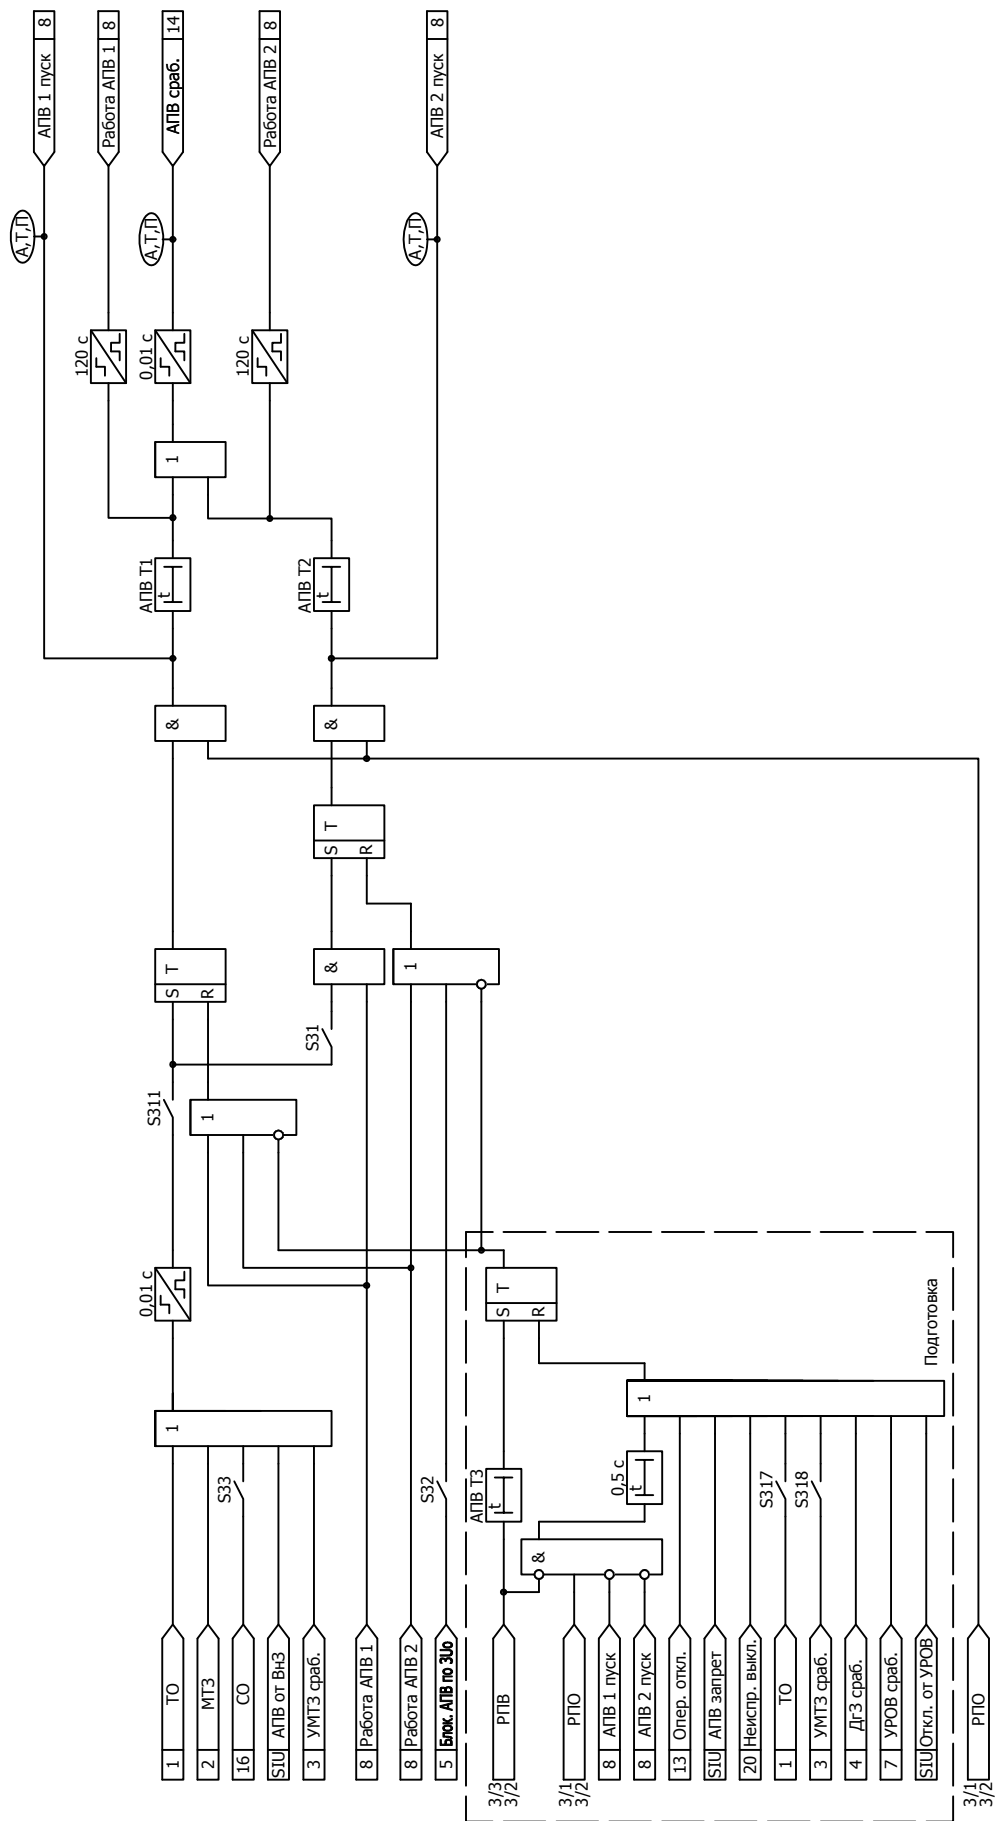 АПВ 1 пуск 8
Работа АПВ 1 8
АПВ сраб. 14
Работа АПВ 2 8
АПВ 2 пуск 8
А,Т,П
А,Т,П
А,Т,П
120 с
0,01 с
120 с
1
АПВ Т1
t
АПВ Т2
t
&
&
S T
R
S T
R
&
1
S31
S311
1
0,01 с
1
S33
S32
S T
R
Подготовка
1
АПВ Т3
t
0,5 с
t
S317
S318
&
1 ТО
2 МТЗ
16 СО
SIU АПВ от ВнЗ
3 УМТЗ сраб.
8 Работа АПВ 1
8 Работа АПВ 2
5 Блок. АПВ по 3Uo
3/3
3/2
РПВ
3/1
3/2
РПО
8 АПВ 1 пуск
8 АПВ 2 пуск
13 Опер. откл.
SIU АПВ запрет
20 Неиспр. выкл.
1 ТО
3 УМТЗ сраб.
4 ДгЗ сраб.
7 УРОВ сраб.
SIU Откл. от УРОВ
3/1
3/2
РПО